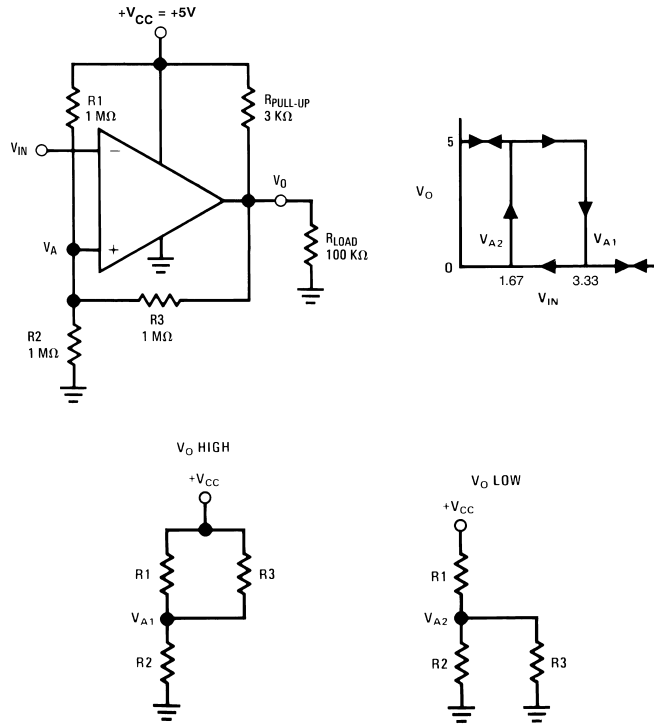 +VCC = +5V
R1
1 MΩ
RPULL-UP
3 KΩ
VIN
−
VA
+
VO
RLOAD
100 KΩ
R3
1 MΩ
R2
1 MΩ
5
VO
0
VA2
VA1
1.67
3.33
VIN
VO HIGH
+VCC
R1
R3
VA1
R2
VO LOW
+VCC
R1
VA2
R2
R3